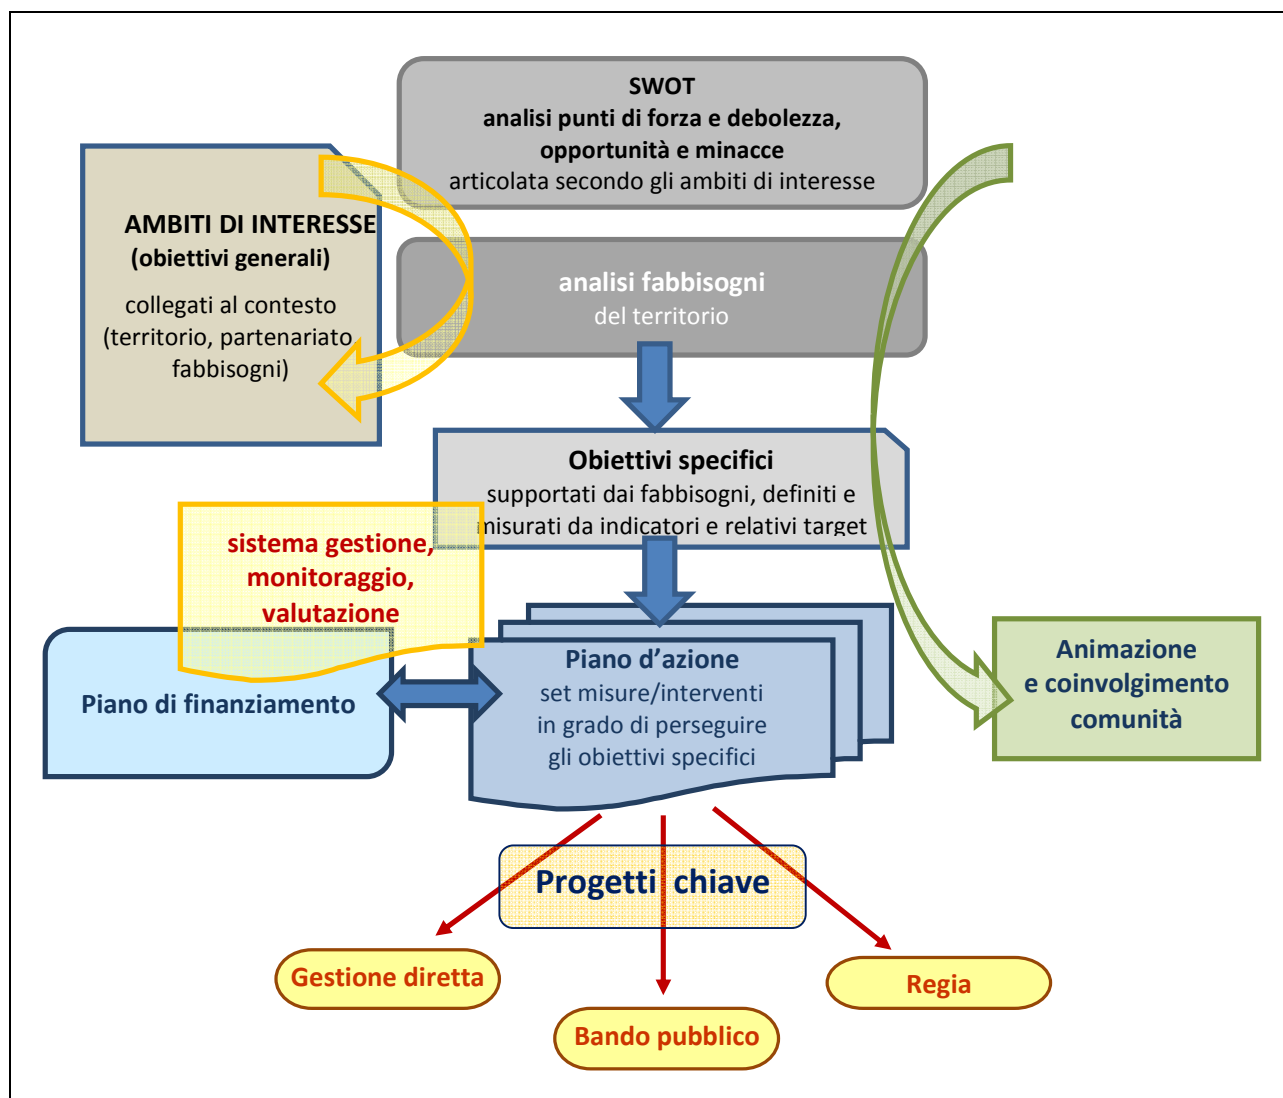 SWOT
analisi punti di forza e debolezza,
opportunità e minacce
articolata secondo gli ambiti di interesse
AMBITI DI INTERESSE
(obiettivi generali)
collegati al contesto
(territorio, partenariato
fabbisogni)
analisi fabbisogni
del territorio
Obiettivi specifici
supportati dai fabbisogni, definiti e
misurati da indicatori e relativi target
sistema gestione,
monitoraggio,
valutazione
Piano di finanziamento
Piano d’azione
set misure/interventi
in grado di perseguire
gli obiettivi specifici
Animazione
e coinvolgimento
comunità
Progetti chiave
Gestione diretta
Bando pubblico
Regia